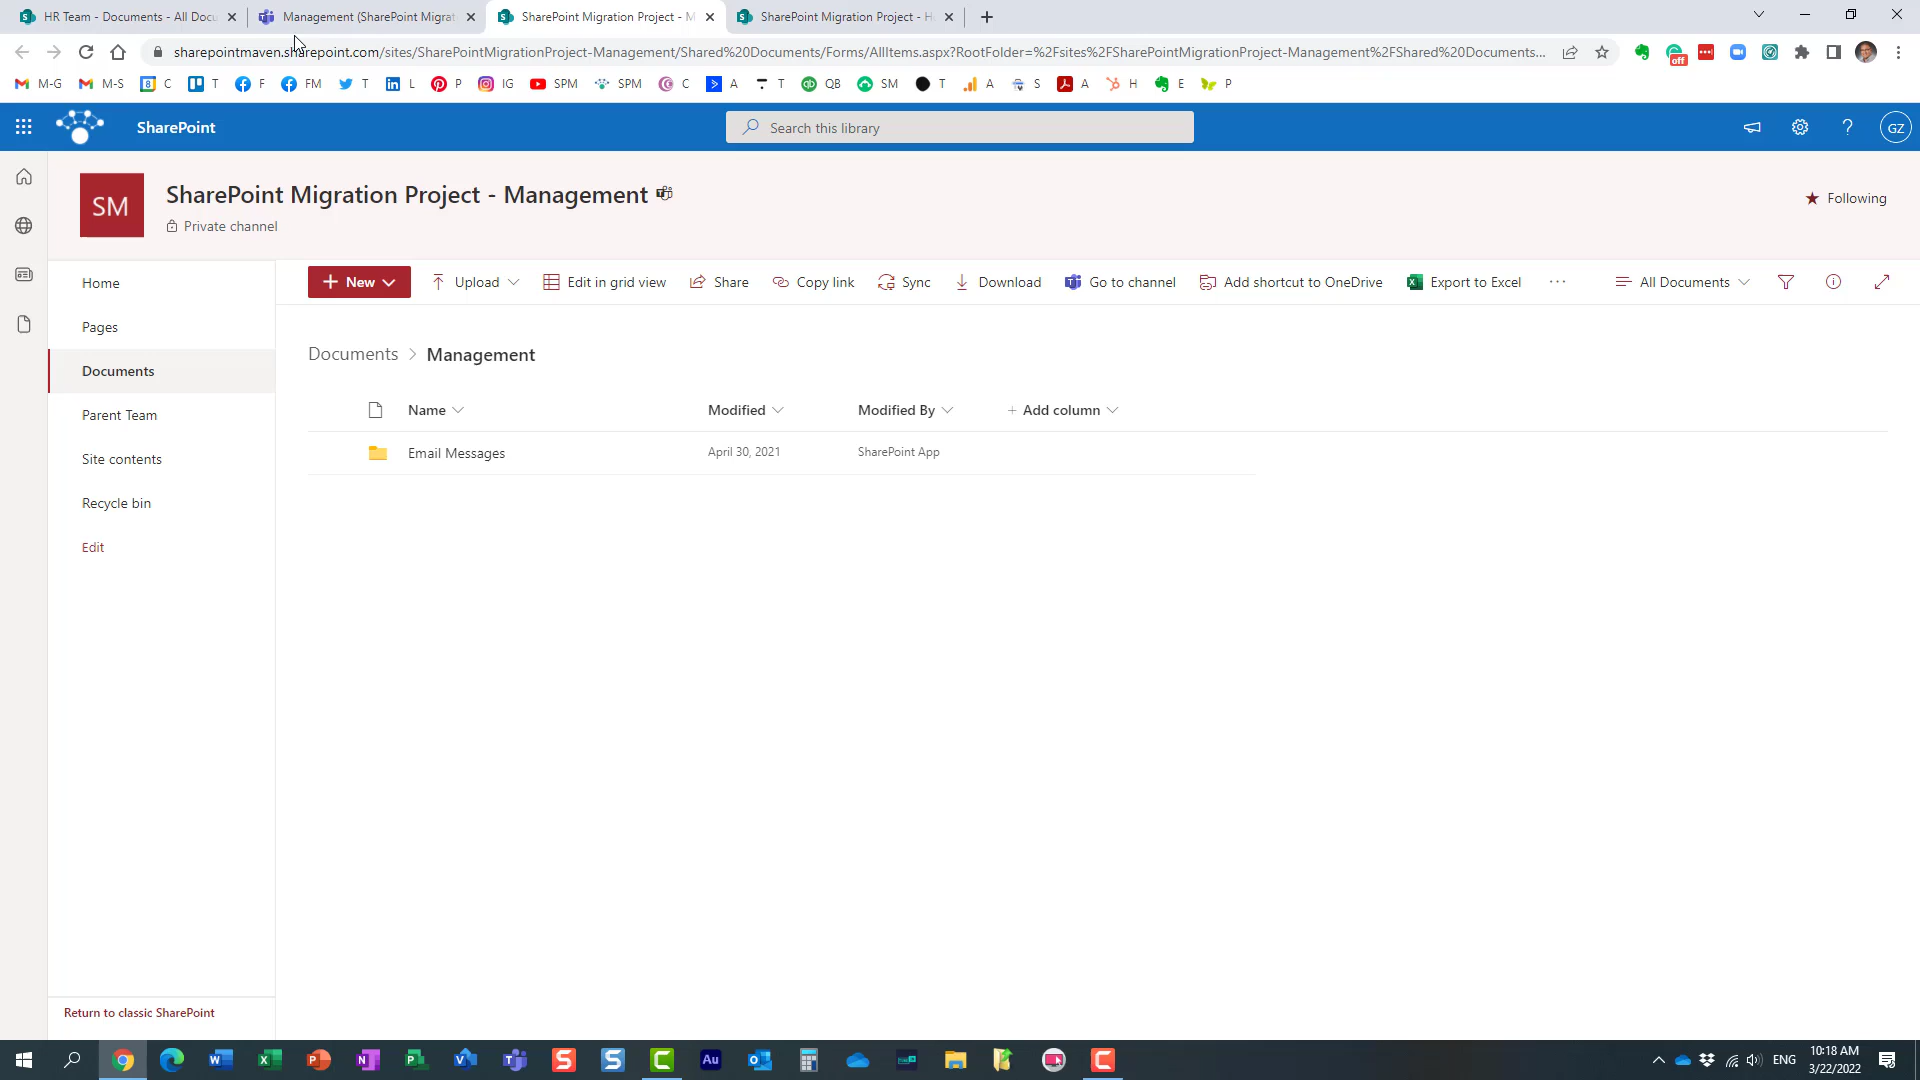 HR Team - Documents - All Docu
Management (SharePoint Migrat
SharePoint Migration Project - M
SharePoint Migration Project - H
sharepointmaven.sharepoint.com/sites/SharePointMigrationProject-Management/Shared%20Documents/Forms/AllItems.aspx?RootFolder=%2Fsites%2FSharePointMigrationProject-Management%2FShared%20Documents...
off
M-G M-S 8 C T F FM T L P IG SPM SPM C A T QB SM T A S A H E P
SharePoint
Search this library
GZ
SM
SharePoint Migration Project - Management
Private channel
Following
Home
Pages
Documents
Parent Team
Site contents
Recycle bin
Edit
New
Upload
Edit in grid view
Share
Copy link
Sync
Download
Go to channel
Add shortcut to OneDrive
Export to Excel
All Documents
Documents > Management
Name
Modified
Modified By
Add column
Email Messages
April 30, 2021
SharePoint App
Return to classic SharePoint
Au
ENG
10:18 AM
3/22/2022